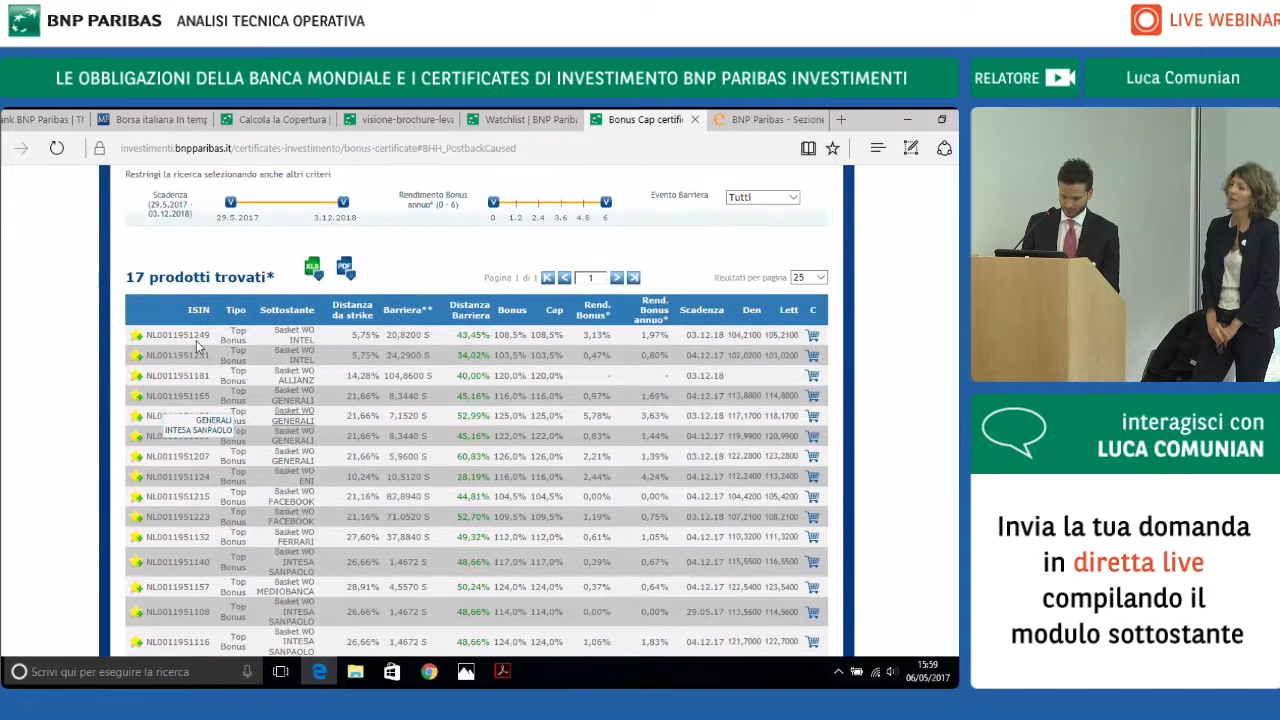 BNP PARIBAS ANALISI TECNICA OPERATIVA
LIVE WEBINAR
LE OBBLIGAZIONI DELLA BANCA MONDIALE E I CERTIFICATES DI INVESTIMENTO BNP PARIBAS INVESTIMENTI
RELATORE
Luca Comunian
ank BNP Paribas | Tl
Borsa italiana In temp
Calcola la Copertura |
visione-brochure-leva
Watchlist | BNP Pariba
Bonus Cap certifi
BNP Paribas - Sezione
investimenti.bnpparibas.it/certificates-investimento/bonus-certificate#BHH_PostbackCaused
Restringi la ricerca selezionando anche altri criteri
Scadenza
(29.5.2017 -
03.12.2018)
29.5.2017 3.12.2018
Rendimento Bonus
annuo* (0 - 6)
0 1.2 2.4 3.6 4.8 6
Evento Barriera
Tutti
17 prodotti trovati*
XLS PDF
Pagina 1 di 1
1
Risultati per pagina 25
ISIN Tipo Sottostante Distanza da strike Barriera** Distanza Barriera Bonus Cap Rend. Bonus* Rend. Bonus annuo* Scadenza Den Lett C
NL0011951249 Top Bonus Basket WO INTEL 5,75% 20,8200 S 43,45% 108,5% 108,5% 3,13% 1,97% 03.12.18 104,2100 105,2100
Top Bonus Basket WO INTEL 5,75% 24,2900 S 34,02% 103,5% 103,5% 0,47% 0,80% 04.12.17 102,0200 103,0200
NL0011951181 Top Bonus Basket WO ALLIANZ 14,28% 104,8600 S 40,00% 120,0% 120,0% - - 03.12.18
NL0011951165 Top Bonus Basket WO GENERALI 21,66% 8,3440 S 45,16% 116,0% 116,0% 0,97% 1,69% 04.12.17 113,8800 114,8800
Top Basket WO GENERALI 21,66% 7,1520 S 52,99% 125,0% 125,0% 5,78% 3,63% 03.12.18 117,1700 118,1700
GENERALI
INTESA SANPAOLO
Basket WO GENERALI 21,66% 8,3440 S 45,16% 122,0% 122,0% 0,83% 1,44% 04.12.17 119,9900 120,9900
NL0011951207 Top Bonus Basket WO GENERALI 21,66% 5,9600 S 60,83% 126,0% 126,0% 2,21% 1,39% 03.12.18 122,2800 123,2800
NL0011951124 Top Bonus Basket WO ENI 10,24% 10,5120 S 28,19% 116,0% 116,0% 2,44% 4,24% 04.12.17 112,2400 113,2400
NL0011951215 Top Bonus Basket WO FACEBOOK 21,16% 82,8940 S 44,81% 104,5% 104,5% 0,00% 0,00% 04.12.17 104,4200 105,4200
NL0011951223 Top Bonus Basket WO FACEBOOK 21,16% 71,0520 S 52,70% 109,5% 109,5% 1,19% 0,75% 03.12.18 107,2100 108,2100
NL0011951132 Top Bonus Basket WO FERRARI 27,60% 37,8840 S 49,32% 112,0% 112,0% 0,61% 1,05% 04.12.17 110,3200 111,3200
NL0011951140 Top Bonus Basket WO INTESA SANPAOLO 26,66% 1,4672 S 48,66% 117,0% 117,0% 0,39% 0,67% 04.12.17 115,5500 116,5500
NL0011951157 Top Bonus Basket WO MEDIOBANCA 28,91% 4,5570 S 50,24% 124,0% 124,0% 0,37% 0,64% 04.12.17 122,5400 123,5400
NL0011951108 Top Bonus Basket WO INTESA SANPAOLO 26,66% 1,4672 S 48,66% 114,0% 114,0% 0,00% 0,00% 29.05.17 113,5600 114,5600
NL0011951116 Top Bonus Basket WO INTESA SANPAOLO 26,66% 1,4672 S 48,66% 124,0% 124,0% 1,06% 1,83% 04.12.17 121,7000 122,7000
Scrivi qui per eseguire la ricerca
15:59
06/05/2017
interagisci con
LUCA COMUNIAN
Invia la tua domanda
in diretta live
compilando il
modulo sottostante